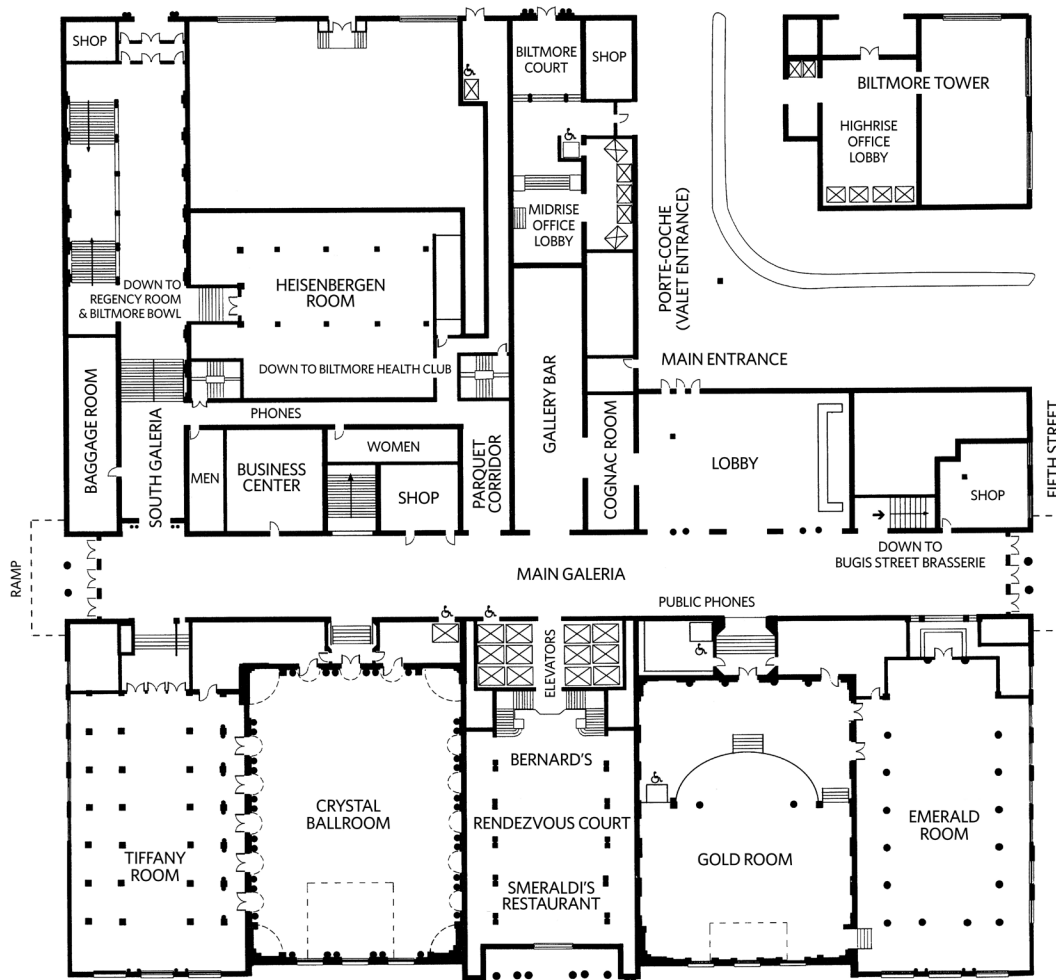 SHOP
BILTMORE
COURT
SHOP
BILTMORE TOWER
HIGHRISE
OFFICE
LOBBY
MIDRISE
OFFICE
LOBBY
PORTE-COCHE
(VALET ENTRANCE)
DOWN TO
REGENCY ROOM
& BILTMORE BOWL
HEISENBERGEN
ROOM
DOWN TO BILTMORE HEALTH CLUB
MAIN ENTRANCE
BAGGAGE ROOM
SOUTH GALERIA
PHONES
MEN
BUSINESS
CENTER
WOMEN
SHOP
PARQUET
CORRIDOR
GALLERY BAR
COGNAC ROOM
LOBBY
SHOP
FIFTH STREET
DOWN TO
BUGIS STREET BRASSERIE
RAMP
MAIN GALERIA
PUBLIC PHONES
ELEVATORS
BERNARD'S
CRYSTAL
BALLROOM
RENDEZVOUS COURT
EMERALD
ROOM
TIFFANY
ROOM
GOLD ROOM
SMERALDI'S
RESTAURANT